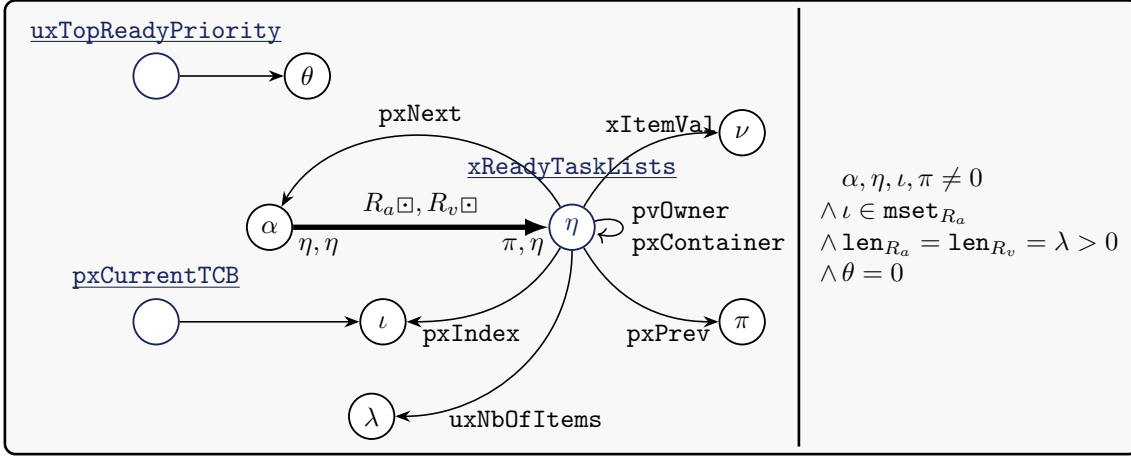 uxTopReadyPriority
θ
pxNext
xItemVal
ν
xReadyTaskLists
α
R_a⊡, R_v⊡
η, η
π, η
η
pvOwner
pxContainer
pxCurrentTCB
ι
pxIndex
pxPrev
π
λ
uxNbOfItems
α, η, ι, π ≠ 0
∧ ι ∈ mset_{R_a}
∧ len_{R_a} = len_{R_v} = λ > 0
∧ θ = 0